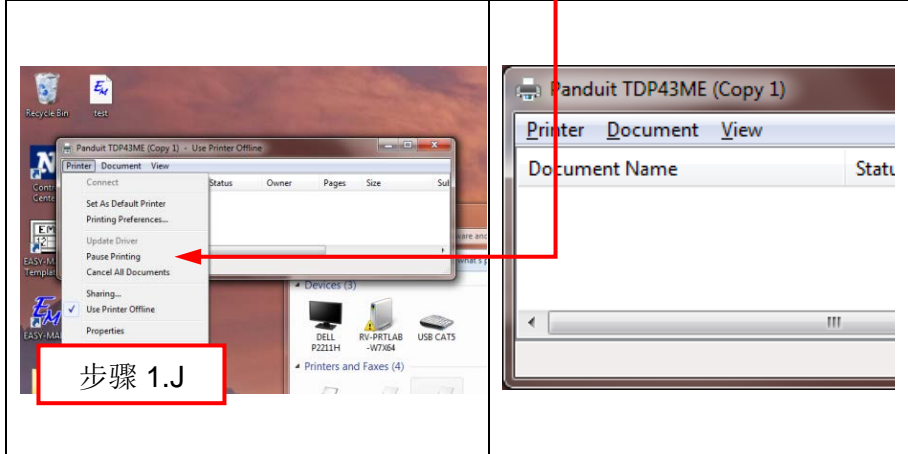 Recycle Bin
test
Panduit TDP43ME (Copy 1) - Use Printer Offline
Printer Document View
Connect
Set As Default Printer
Printing Preferences...
Update Driver
Pause Printing
Cancel All Documents
Sharing...
Use Printer Offline
Properties
Status Owner Pages Size
Devices (3)
DELL
P2211H
RV-PRTLAB
-W7X64
USB CAT5
Printers and Faxes (4)
步骤 1.J
Panduit TDP43ME (Copy 1)
Printer Document View
Document Name